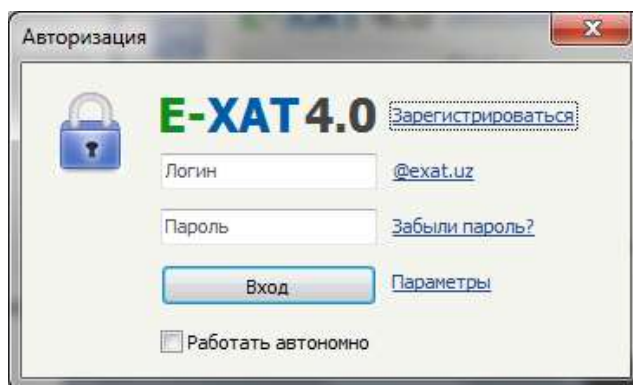 Авторизация
E-XAT 4.0 Зарегистрироваться
Логин @exat.uz
Пароль Забыли пароль?
Вход Параметры
Работать автономно